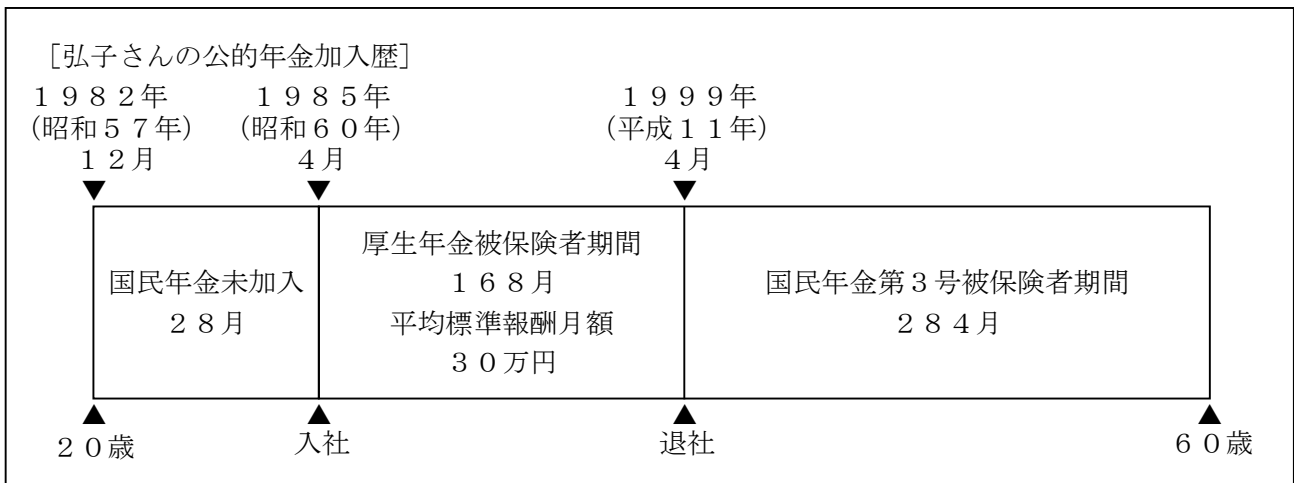 ［弘子さんの公的年金加入歴］
１９８２年　１９８５年　１９９９年
（昭和５７年）（昭和６０年）（平成１１年）
１２月　４月　４月
国民年金未加入
２８月
厚生年金被保険者期間
１６８月
平均標準報酬月額
３０万円
国民年金第３号被保険者期間
２８４月
２０歳　入社　退社　６０歳